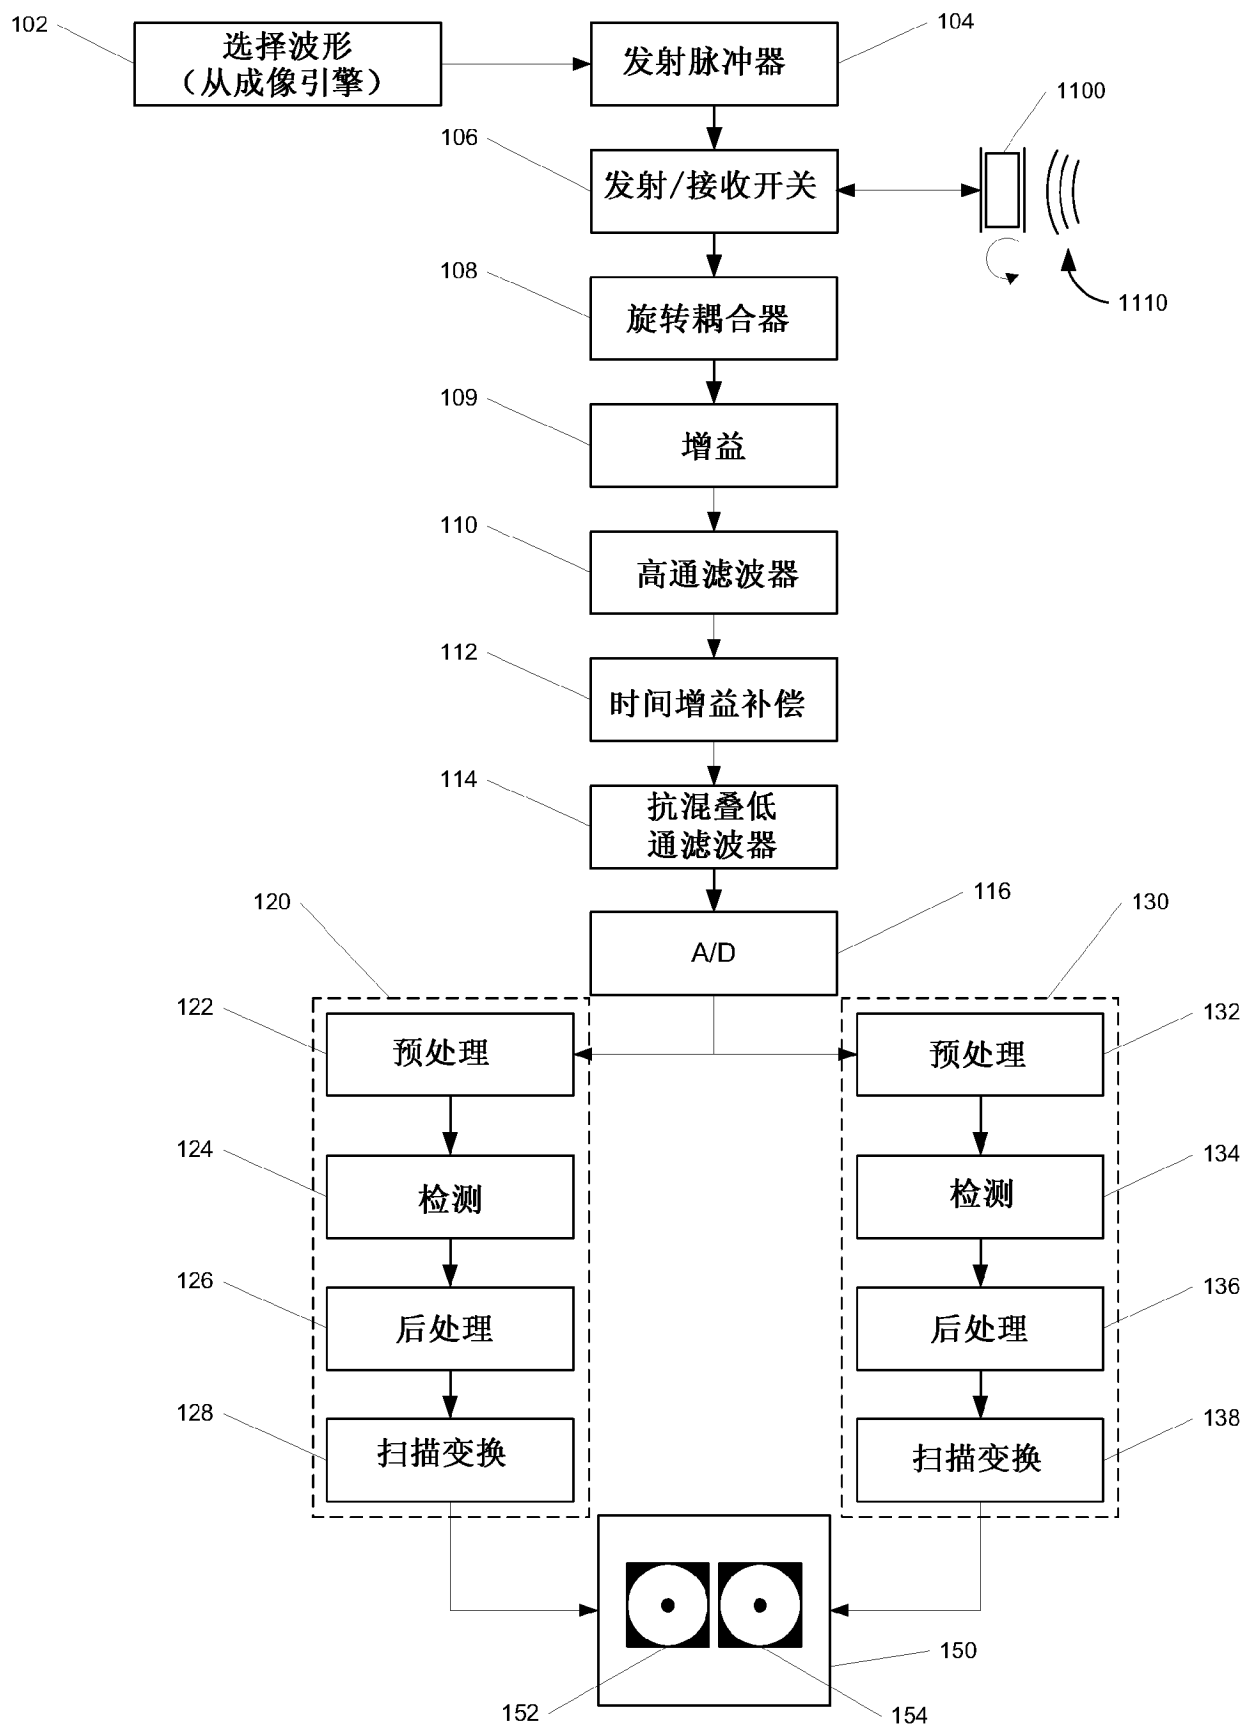 102
选择波形
（从成像引擎）
发射脉冲器
104
106
发射/接收开关
1100
1110
108
旋转耦合器
109
增益
110
高通滤波器
112
时间增益补偿
114
抗混叠低
通滤波器
A/D
116
120
130
122
预处理
预处理
132
124
检测
检测
134
126
后处理
后处理
136
128
扫描变换
扫描变换
138
150
152
154